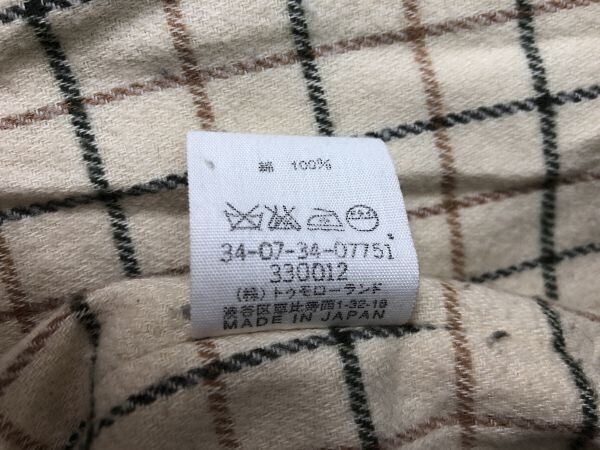 綿 100%
34-07-34-07751
330012
(株)トゥモローランド
渋谷区恵比寿西1-32-18
MADE IN JAPAN